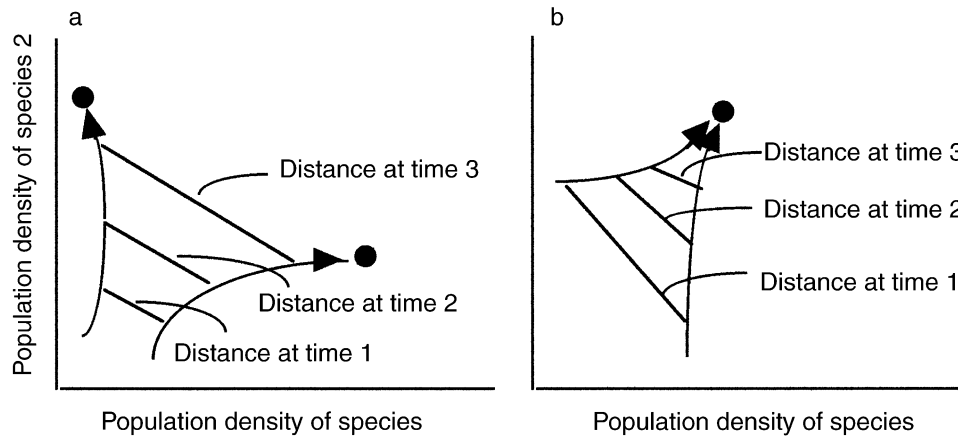 a
b
Population density of species 2
Distance at time 3
Distance at time 2
Distance at time 1
Population density of species
Distance at time 3
Distance at time 2
Distance at time 1
Population density of species